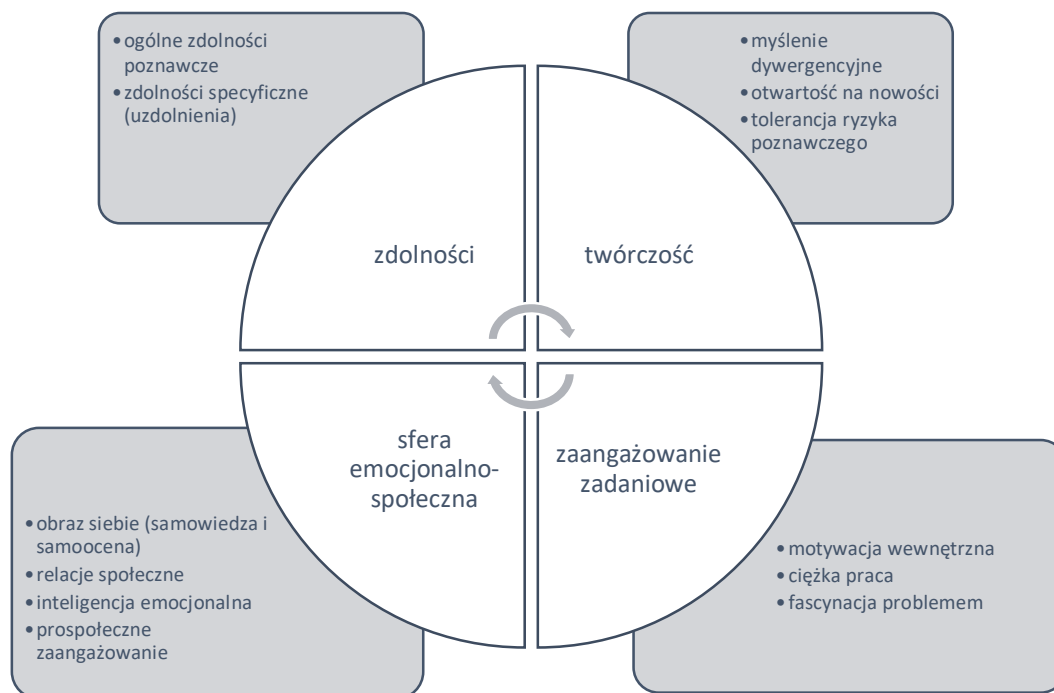 • ogólne zdolności
poznawcze
• zdolności specyficzne
(uzdolnienia)
• myślenie
dywergencyjne
• otwartość na nowości
• tolerancja ryzyka
poznawczego
zdolności
twórczość
sfera
emocjonalno-
społeczna
zaangażowanie
zadaniowe
• obraz siebie (samowiedza i
samoocena)
• relacje społeczne
• inteligencja emocjonalna
• prospołeczne
zaangażowanie
• motywacja wewnętrzna
• ciężka praca
• fascynacja problemem